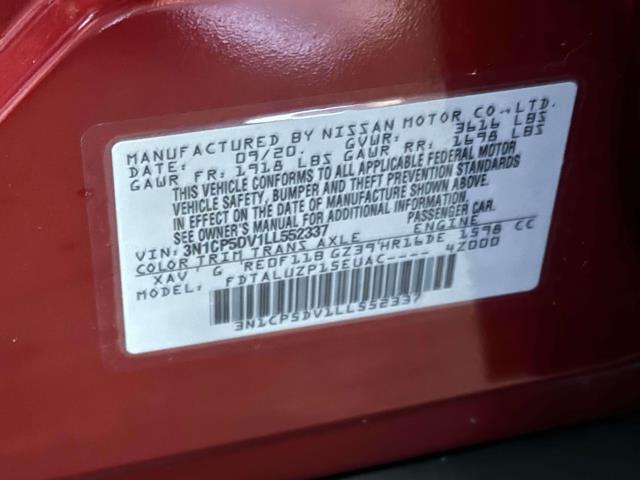 MANUFACTURED BY NISSAN MOTOR CO.,LTD.
DATE: 09/20. GVWR: 3616 LBS
GAWR FR: 1918 LBS GAWR RR: 1698 LBS
THIS VEHICLE CONFORMS TO ALL APPLICABLE FEDERAL MOTOR
VEHICLE SAFETY, BUMPER AND THEFT PREVENTION STANDARDS
IN EFFECT ON THE DATE OF MANUFACTURE SHOWN ABOVE.
SEE OWNER'S MANUAL FOR ADDITIONAL INFORMATION.
VIN: 3N1CP5DV1LL552337 PASSENGER CAR.
COLOR TRIM TRANS AXLE ENGINE
XAV G RE0F11B GZ39 HR16DE 1598 CC
MODEL: FDTALUZP15EUAC---- 4Z000
3N1CP5DV1LL552337